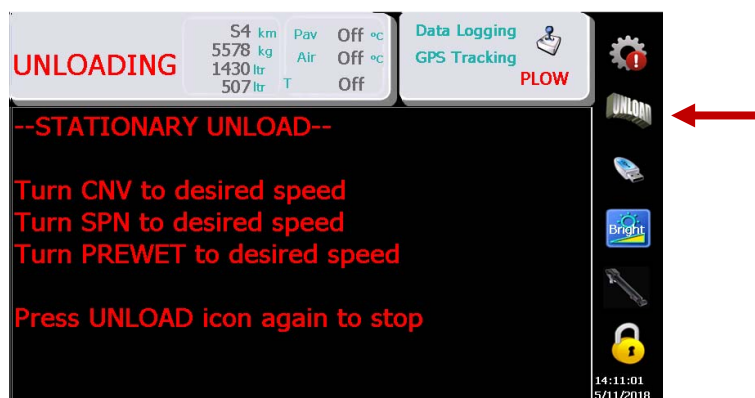 UNLOADING
S4 km
5578 kg
1430 ltr
507 ltr
Pav Off °C
Air Off °C
T Off
Data Logging
GPS Tracking
PLOW
UNLOAD
--STATIONARY UNLOAD--
Turn CNV to desired speed
Turn SPN to desired speed
Turn PREWET to desired speed
Press UNLOAD icon again to stop
Bright
14:11:01
5/11/2018